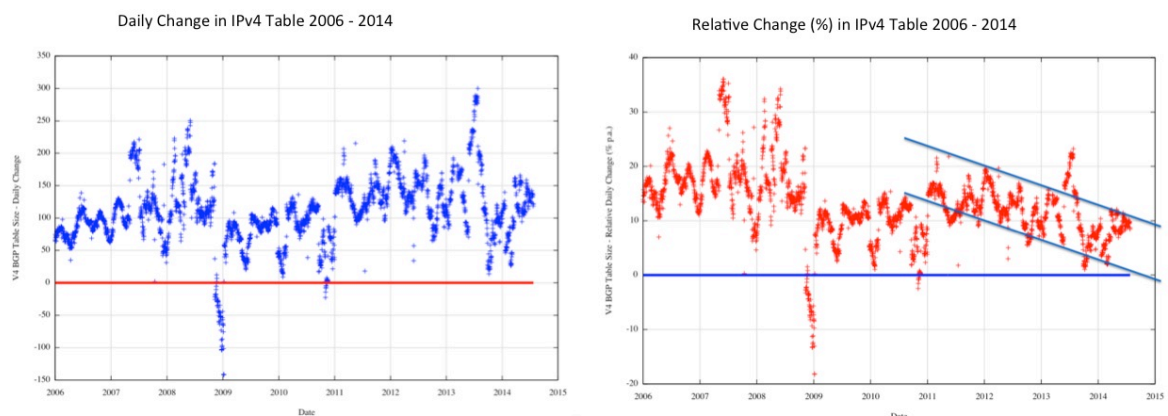 Daily Change in IPv4 Table 2006 - 2014
350
300
250
200
150
100
50
0
-50
-100
-150
V4 BGP Table Size - Daily Change
2006 2007 2008 2009 2010 2011 2012 2013 2014 2015
Date
Relative Change (%) in IPv4 Table 2006 - 2014
40
30
20
10
0
-10
-20
V4 BGP Table Size - Relative Daily Change (% p.a.)
2006 2007 2008 2009 2010 2011 2012 2013 2014 2015
Date